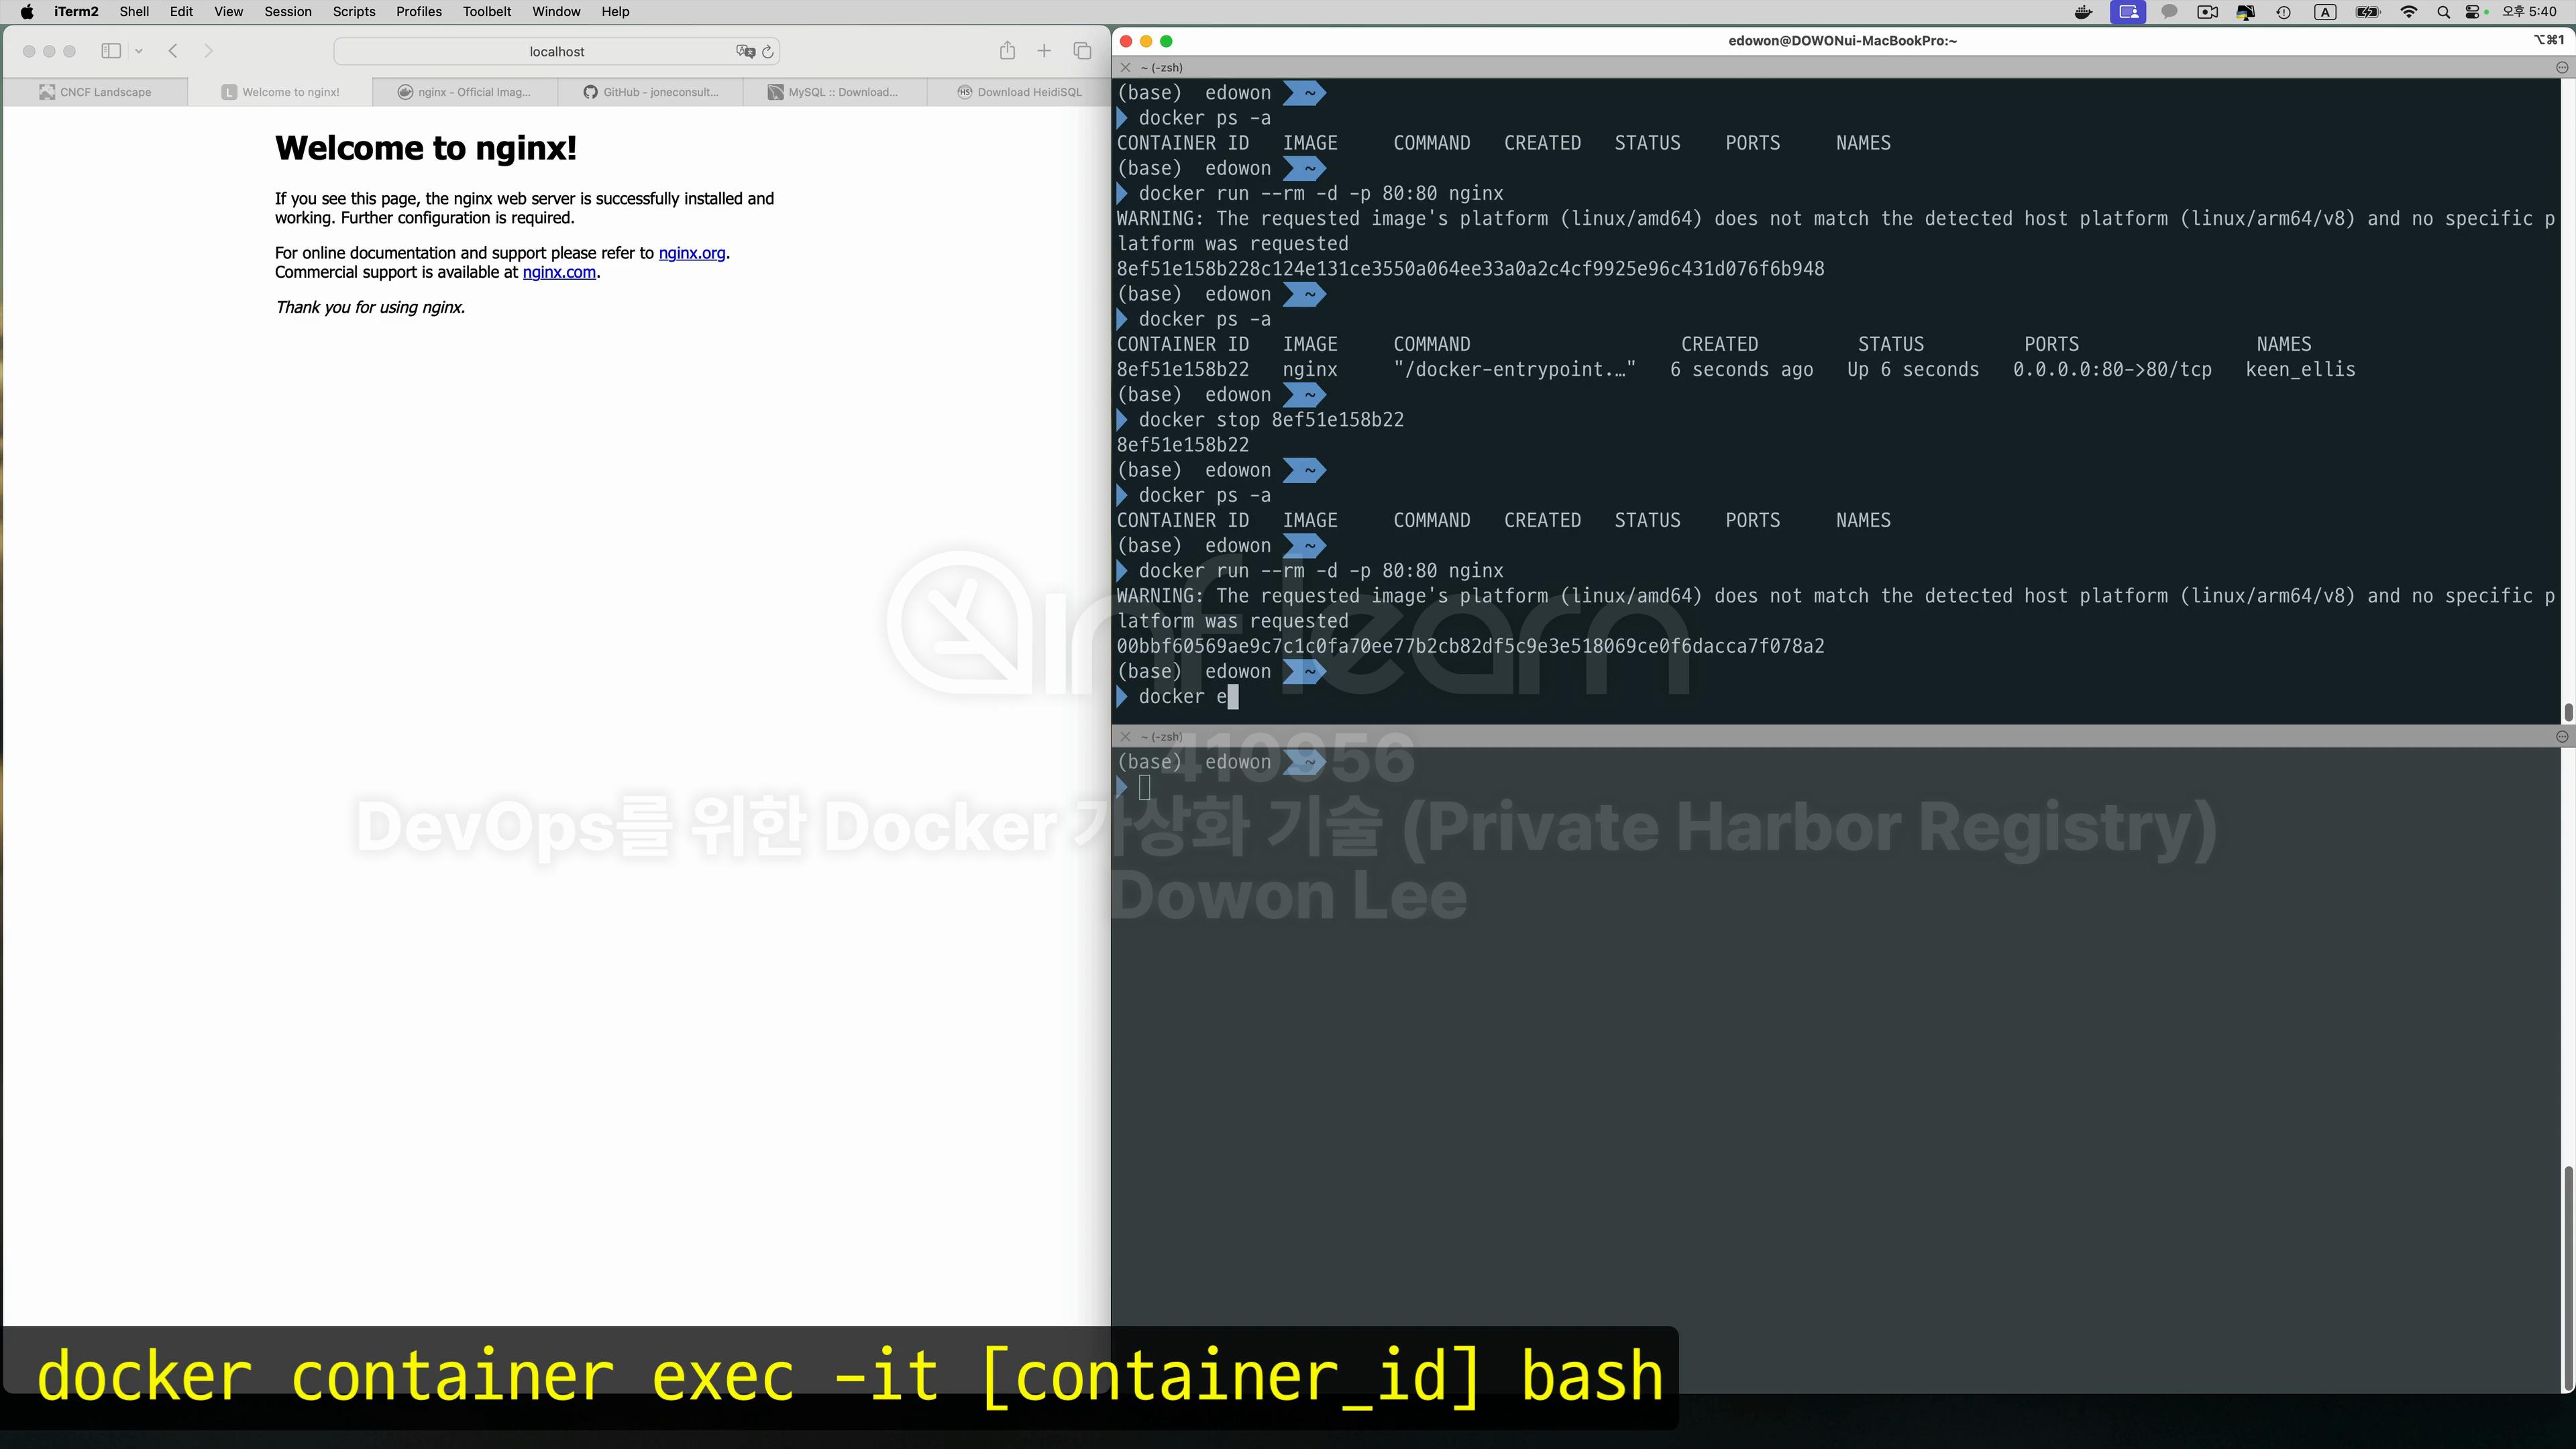 iTerm2 Shell Edit View Session Scripts Profiles Toolbelt Window Help
A
오후 5:40
localhost
CNCF Landscape
Welcome to nginx!
nginx - Official Imag...
GitHub - joneconsult...
MySQL :: Download...
Download HeidiSQL
Welcome to nginx!
If you see this page, the nginx web server is successfully installed and
working. Further configuration is required.
For online documentation and support please refer to nginx.org.
Commercial support is available at nginx.com.
Thank you for using nginx.
edowon@DOWONui-MacBookPro:~
⌥⌘1
~ (-zsh)
(base) edowon ~
docker ps -a
CONTAINER ID IMAGE COMMAND CREATED STATUS PORTS NAMES
(base) edowon ~
docker run --rm -d -p 80:80 nginx
WARNING: The requested image's platform (linux/amd64) does not match the detected host platform (linux/arm64/v8) and no specific p
latform was requested
8ef51e158b228c124e131ce3550a064ee33a0a2c4cf9925e96c431d076f6b948
(base) edowon ~
docker ps -a
CONTAINER ID IMAGE COMMAND CREATED STATUS PORTS NAMES
8ef51e158b22 nginx "/docker-entrypoint.…" 6 seconds ago Up 6 seconds 0.0.0.0:80->80/tcp keen_ellis
(base) edowon ~
docker stop 8ef51e158b22
8ef51e158b22
(base) edowon ~
docker ps -a
CONTAINER ID IMAGE COMMAND CREATED STATUS PORTS NAMES
(base) edowon ~
docker run --rm -d -p 80:80 nginx
WARNING: The requested image's platform (linux/amd64) does not match the detected host platform (linux/arm64/v8) and no specific p
latform was requested
00bbf60569ae9c7c1c0fa70ee77b2cb82df5c9e3e518069ce0f6dacca7f078a2
(base) edowon ~
docker e
~ (-zsh)
(base) edowon ~
inflearn
410956
DevOps를 위한 Docker 가상화 기술 (Private Harbor Registry)
Dowon Lee
docker container exec -it [container_id] bash